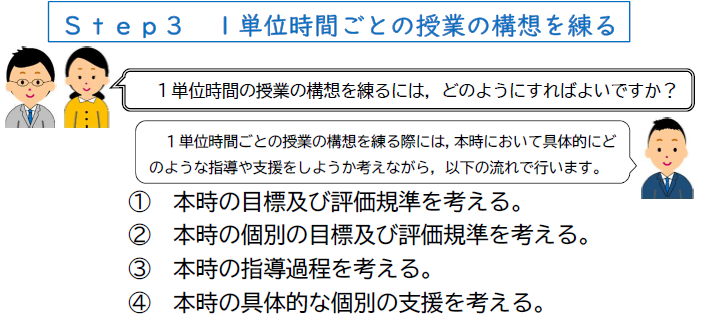 Ｓｔｅｐ３　１単位時間ごとの授業の構想を練る
１単位時間の授業の構想を練るには，どのようにすればよいですか？
１単位時間ごとの授業の構想を練る際には，本時において具体的にど
のような指導や支援をしようか考えながら，以下の流れで行います。
①　本時の目標及び評価規準を考える。
②　本時の個別の目標及び評価規準を考える。
③　本時の指導過程を考える。
④　本時の具体的な個別の支援を考える。